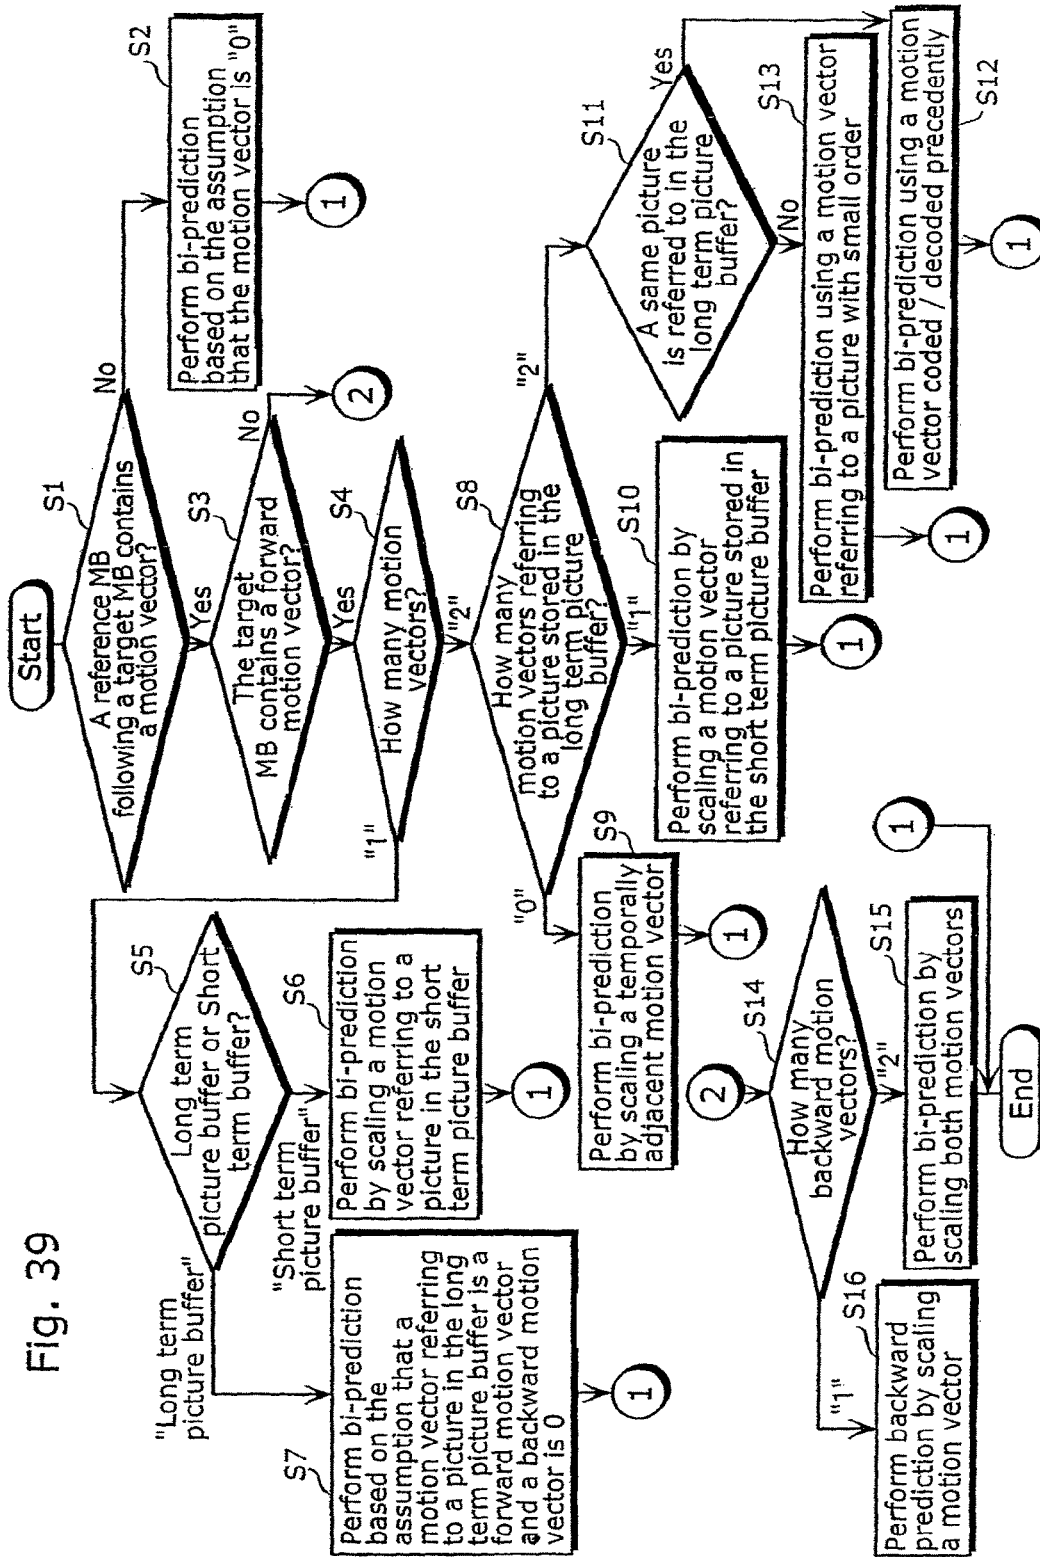 Fig. 39
Start
S1
A reference MB
following a target MB contains
a motion vector?
No
Yes
S2
Perform bi-prediction
based on the assumption
that the motion vector is "0"
1
S3
The target
MB contains a forward
motion vector?
No
2
Yes
S4
How many motion
vectors?
"1"
"2"
S5
Long term
picture buffer or Short
term buffer?
"Long term
picture buffer"
"Short term
picture buffer"
S6
Perform bi-prediction
by scaling a motion
vector referring to a
picture in the short
term picture buffer
1
S7
Perform bi-prediction
based on the
assumption that a
motion vector referring
to a picture in the long
term picture buffer is a
forward motion vector
and a backward motion
vector is 0
1
S8
How many
motion vectors referring
to a picture stored in the
long term picture
buffer?
"0"
"1"
"2"
S9
Perform bi-prediction
by scaling a temporally
adjacent motion vector
1
S10
Perform bi-prediction by
scaling a motion vector
referring to a picture stored in
the short term picture buffer
1
S11
A same picture
is referred to in the
long term picture
buffer?
Yes
No
S13
Perform bi-prediction using a motion vector
referring to a picture with small order
1
S12
Perform bi-prediction using a motion
vector coded / decoded precedently
1
2
S14
How many
backward motion
vectors?
"1"
"2"
S15
Perform bi-prediction by
scaling both motion vectors
S16
Perform backward
prediction by scaling
a motion vector
1
End